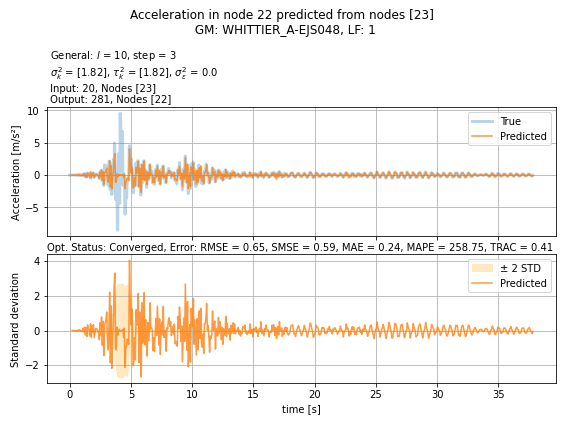 Acceleration in node 22 predicted from nodes [23]
GM: WHITTIER_A-EJS048, LF: 1
General: l = 10, step = 3
σ²ₖ = [1.82], τ²ₖ = [1.82], σ²ε = 0.0
Input: 20, Nodes [23]
Output: 281, Nodes [22]
10
5
0
−5
Acceleration [m/s²]
True
Predicted
Opt. Status: Converged, Error: RMSE = 0.65, SMSE = 0.59, MAE = 0.24, MAPE = 258.75, TRAC = 0.41
4
2
0
−2
Standard deviation
± 2 STD
Predicted
0 5 10 15 20 25 30 35
time [s]